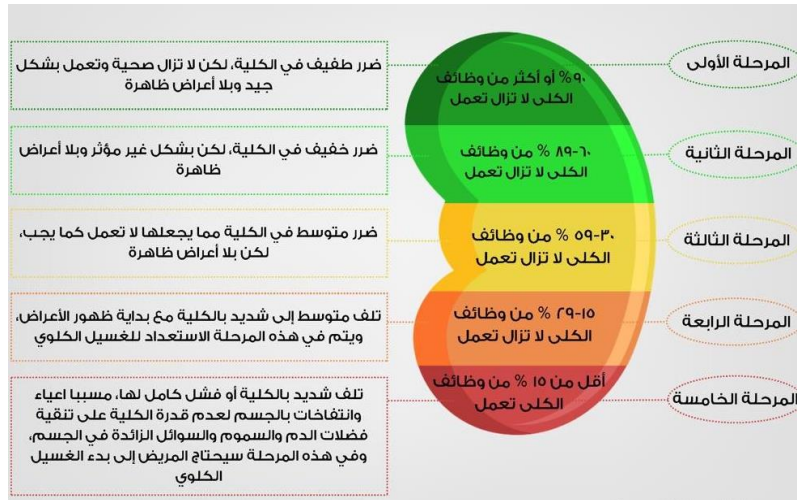 المرحلة الأولى
٩٠% أو أكثر من وظائف
الكلى لا تزال تعمل
ضرر طفيف في الكلية، لكن لا تزال صحية وتعمل بشكل
جيد وبلا أعراض ظاهرة
المرحلة الثانية
٦٠-٨٩ % من وظائف
الكلى لا تزال تعمل
ضرر خفيف في الكلية، لكن بشكل غير مؤثر وبلا أعراض
ظاهرة
المرحلة الثالثة
٣٠-٥٩ % من وظائف
الكلى لا تزال تعمل
ضرر متوسط في الكلية مما يجعلها لا تعمل كما يجب،
لكن بلا أعراض ظاهرة
المرحلة الرابعة
١٥-٢٩ % من وظائف
الكلى لا تزال تعمل
تلف متوسط إلى شديد بالكلية مع بداية ظهور الأعراض،
ويتم في هذه المرحلة الاستعداد للغسيل الكلوي
المرحلة الخامسة
أقل من ١٥ % من وظائف
الكلى تعمل
تلف شديد بالكلية أو فشل كامل لها، مسببا اعياء
وانتفاخات بالجسم لعدم قدرة الكلية على تنقية
فضلات الدم والسموم والسوائل الزائدة في الجسم،
وفي هذه المرحلة سيحتاج المريض إلى بدء الغسيل
الكلوي